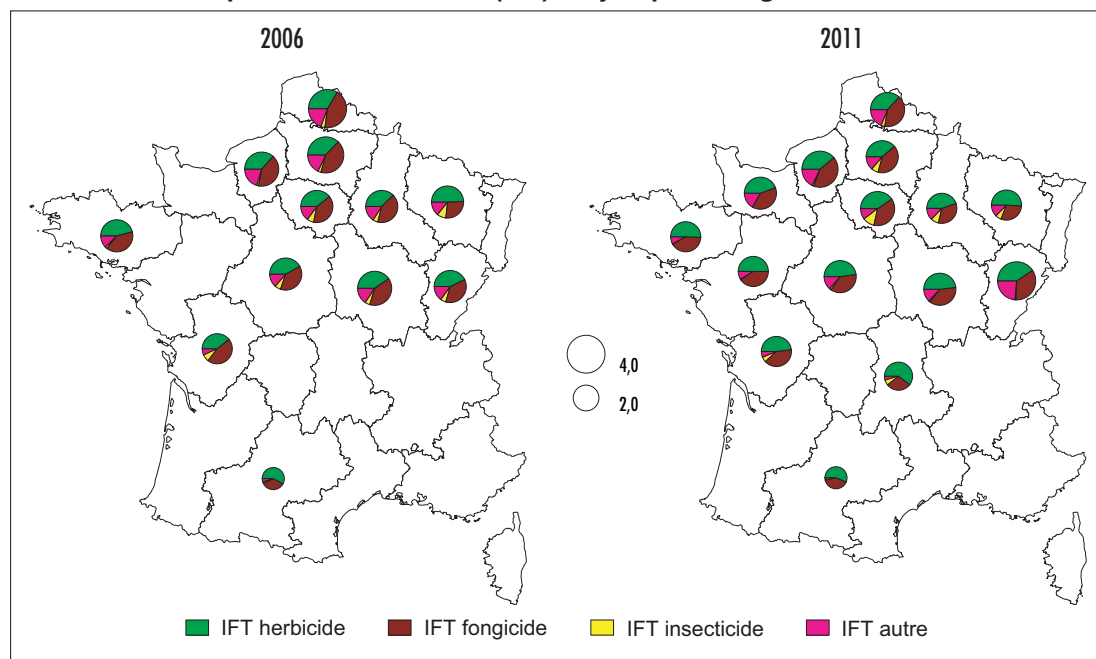 2006
2011
4,0
2,0
IFT herbicide
IFT fongicide
IFT insecticide
IFT autre